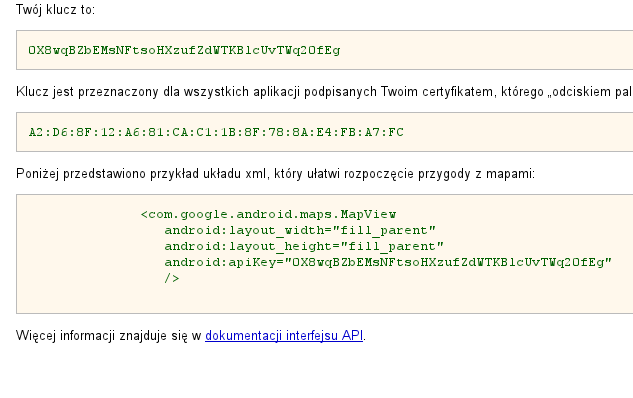 Twój klucz to:
0X8wqBZbEMsNFtsoHXzufZdWTKBlcUvTWq2OfEg
Klucz jest przeznaczony dla wszystkich aplikacji podpisanych Twoim certyfikatem, którego „odciskiem pal
A2:D6:8F:12:A6:81:CA:C1:1B:8F:78:8A:E4:FB:A7:FC
Poniżej przedstawiono przykład układu xml, który ułatwi rozpoczęcie przygody z mapami:
<com.google.android.maps.MapView
android:layout_width="fill_parent"
android:layout_height="fill_parent"
android:apiKey="0X8wqBZbEMsNFtsoHXzufZdWTKBlcUvTWq2OfEg"
/>
Więcej informacji znajduje się w dokumentacji interfejsu API.